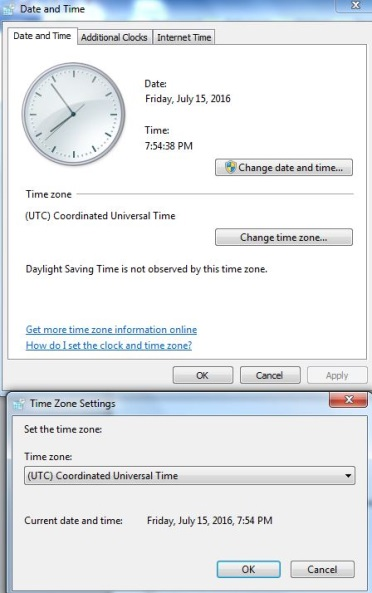 Date and Time
Date and Time
Additional Clocks
Internet Time
Date:
Friday, July 15, 2016
Time:
7:54:38 PM
Change date and time...
Time zone
(UTC) Coordinated Universal Time
Change time zone...
Daylight Saving Time is not observed by this time zone.
Get more time zone information online
How do I set the clock and time zone?
OK
Cancel
Apply
Time Zone Settings
Set the time zone:
Time zone:
(UTC) Coordinated Universal Time
Current date and time:
Friday, July 15, 2016, 7:54 PM
OK
Cancel